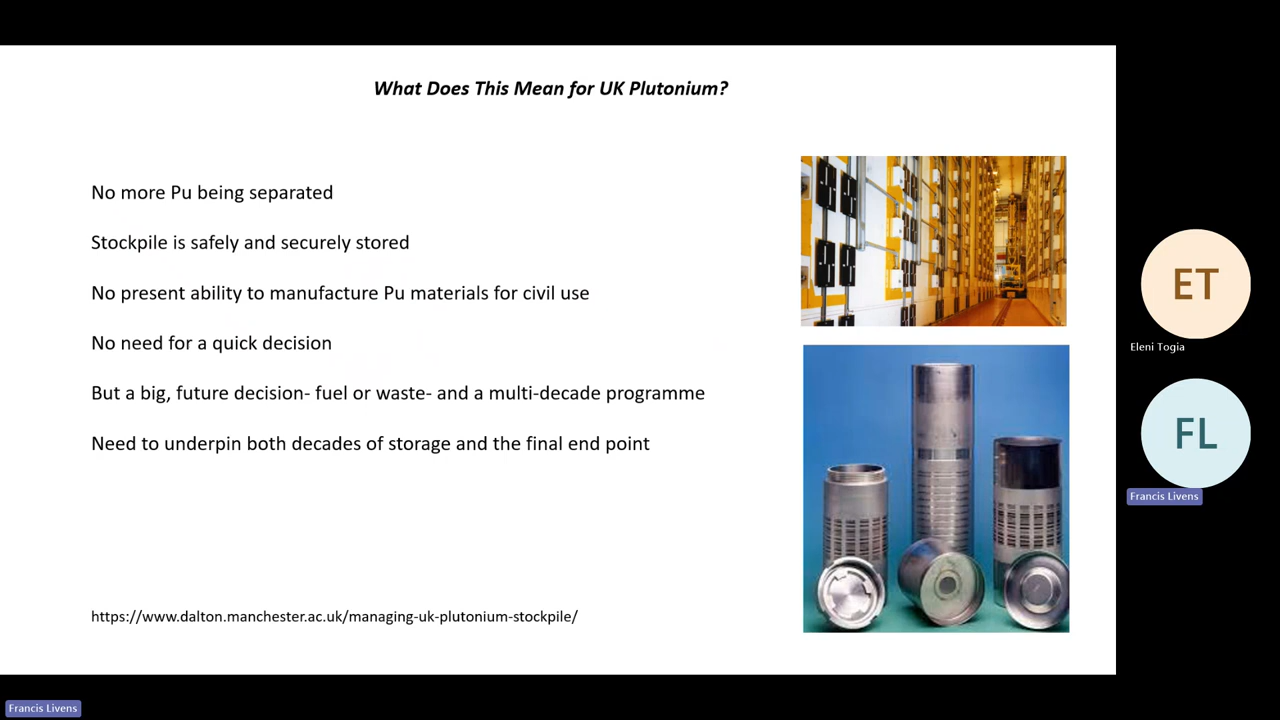 What Does This Mean for UK Plutonium?
No more Pu being separated
Stockpile is safely and securely stored
No present ability to manufacture Pu materials for civil use
No need for a quick decision
But a big, future decision- fuel or waste- and a multi-decade programme
Need to underpin both decades of storage and the final end point
https://www.dalton.manchester.ac.uk/managing-uk-plutonium-stockpile/
ET
Eleni Togia
FL
Francis Livens
Francis Livens